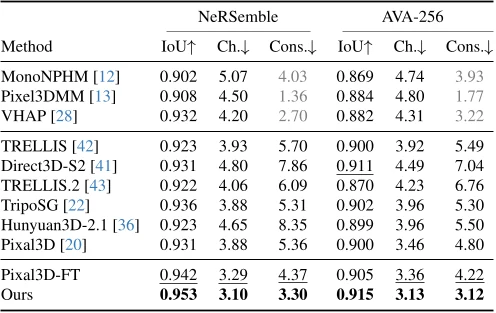 NeRSemble AVA-256
Method IoU↑ Ch.↓ Cons.↓ IoU↑ Ch.↓ Cons.↓
MonoNPHM [12] 0.902 5.07 4.03 0.869 4.74 3.93
Pixel3DMM [13] 0.908 4.50 1.36 0.884 4.80 1.77
VHAP [28] 0.932 4.20 2.70 0.882 4.31 3.22
TRELLIS [42] 0.923 3.93 5.70 0.900 3.92 5.49
Direct3D-S2 [41] 0.931 4.80 7.86 0.911 4.49 7.04
TRELLIS.2 [43] 0.922 4.06 6.09 0.870 4.23 6.76
TripoSG [22] 0.936 3.88 5.31 0.902 3.96 5.30
Hunyuan3D-2.1 [36] 0.923 4.65 8.35 0.899 3.96 5.50
Pixal3D [20] 0.931 3.88 5.36 0.900 3.46 4.80
Pixal3D-FT 0.942 3.29 4.37 0.905 3.36 4.22
Ours 0.953 3.10 3.30 0.915 3.13 3.12